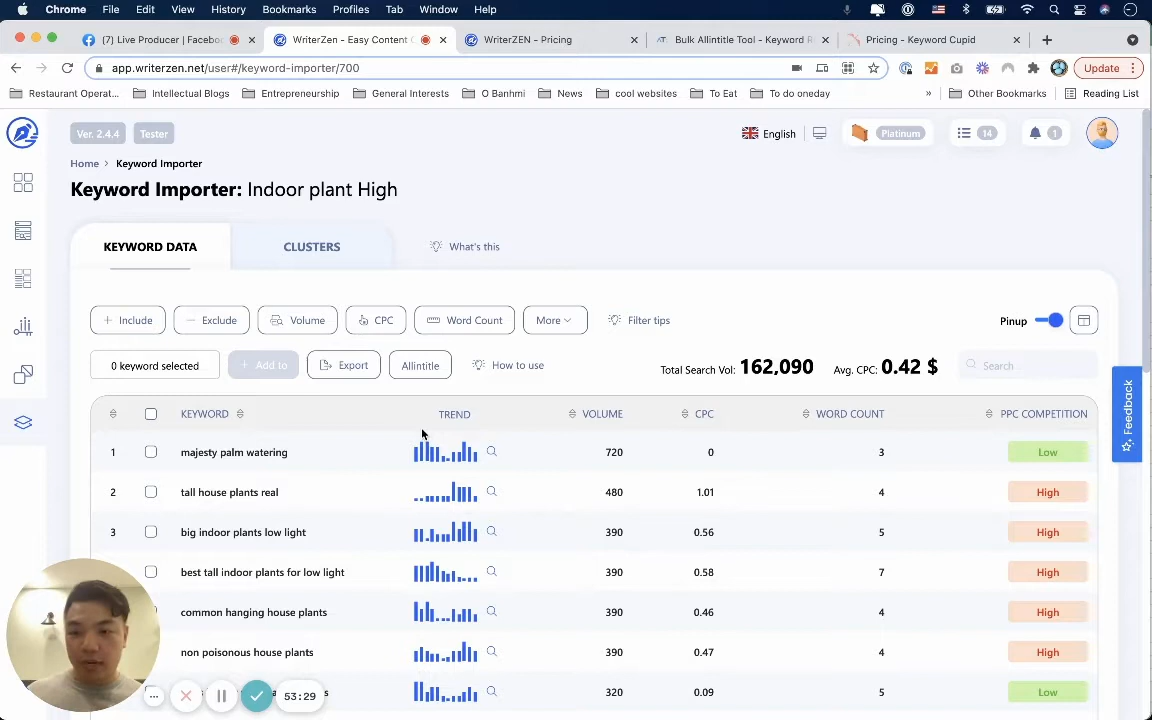 Chrome File Edit View History Bookmarks Profiles Tab Window Help
(7) Live Producer | Facebo
WriterZen - Easy Content
WriterZEN - Pricing
Bulk Allintitle Tool - Keyword R
Pricing - Keyword Cupid
app.writerzen.net/user#/keyword-importer/700
Update
Restaurant Operat... Intellectual Blogs Entrepreneurship General Interests O Banhmi News cool websites To Eat To do oneday » Other Bookmarks Reading List
Ver. 2.4.4 Tester English Platinum 14 1
Home > Keyword Importer
Keyword Importer: Indoor plant High
KEYWORD DATA CLUSTERS What's this
+ Include − Exclude Volume CPC Word Count More Filter tips Pinup
0 keyword selected + Add to Export Allintitle How to use Total Search Vol: 162,090 Avg. CPC: 0.42 $ Search
KEYWORD TREND VOLUME CPC WORD COUNT PPC COMPETITION
1 majesty palm watering 720 0 3 Low
2 tall house plants real 480 1.01 4 High
3 big indoor plants low light 390 0.56 5 High
best tall indoor plants for low light 390 0.58 7 High
common hanging house plants 390 0.46 4 High
non poisonous house plants 390 0.47 4 High
320 0.09 5 Low
53:29
Feedback